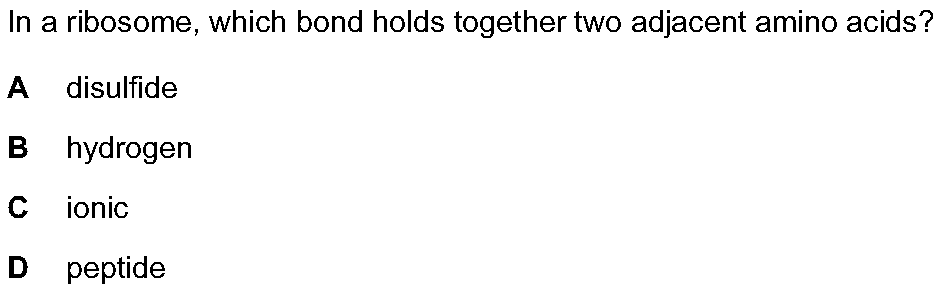 In a ribosome, which bond holds together two adjacent amino acids?
A disulfide
B hydrogen
C ionic
D peptide